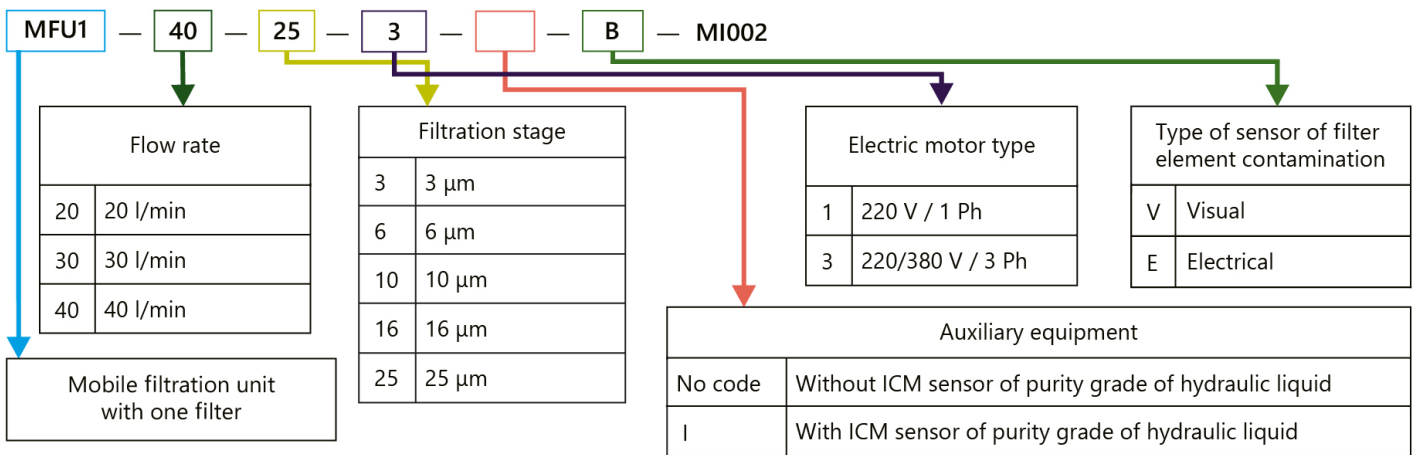 MFU1 — 40 — 25 — 3 — — B — MI002
Flow rate
20 20 l/min
30 30 l/min
40 40 l/min
Filtration stage
3 3 µm
6 6 µm
10 10 µm
16 16 µm
25 25 µm
Electric motor type
1 220 V / 1 Ph
3 220/380 V / 3 Ph
Type of sensor of filter
element contamination
V Visual
E Electrical
Mobile filtration unit
with one filter
Auxiliary equipment
No code Without ICM sensor of purity grade of hydraulic liquid
I With ICM sensor of purity grade of hydraulic liquid